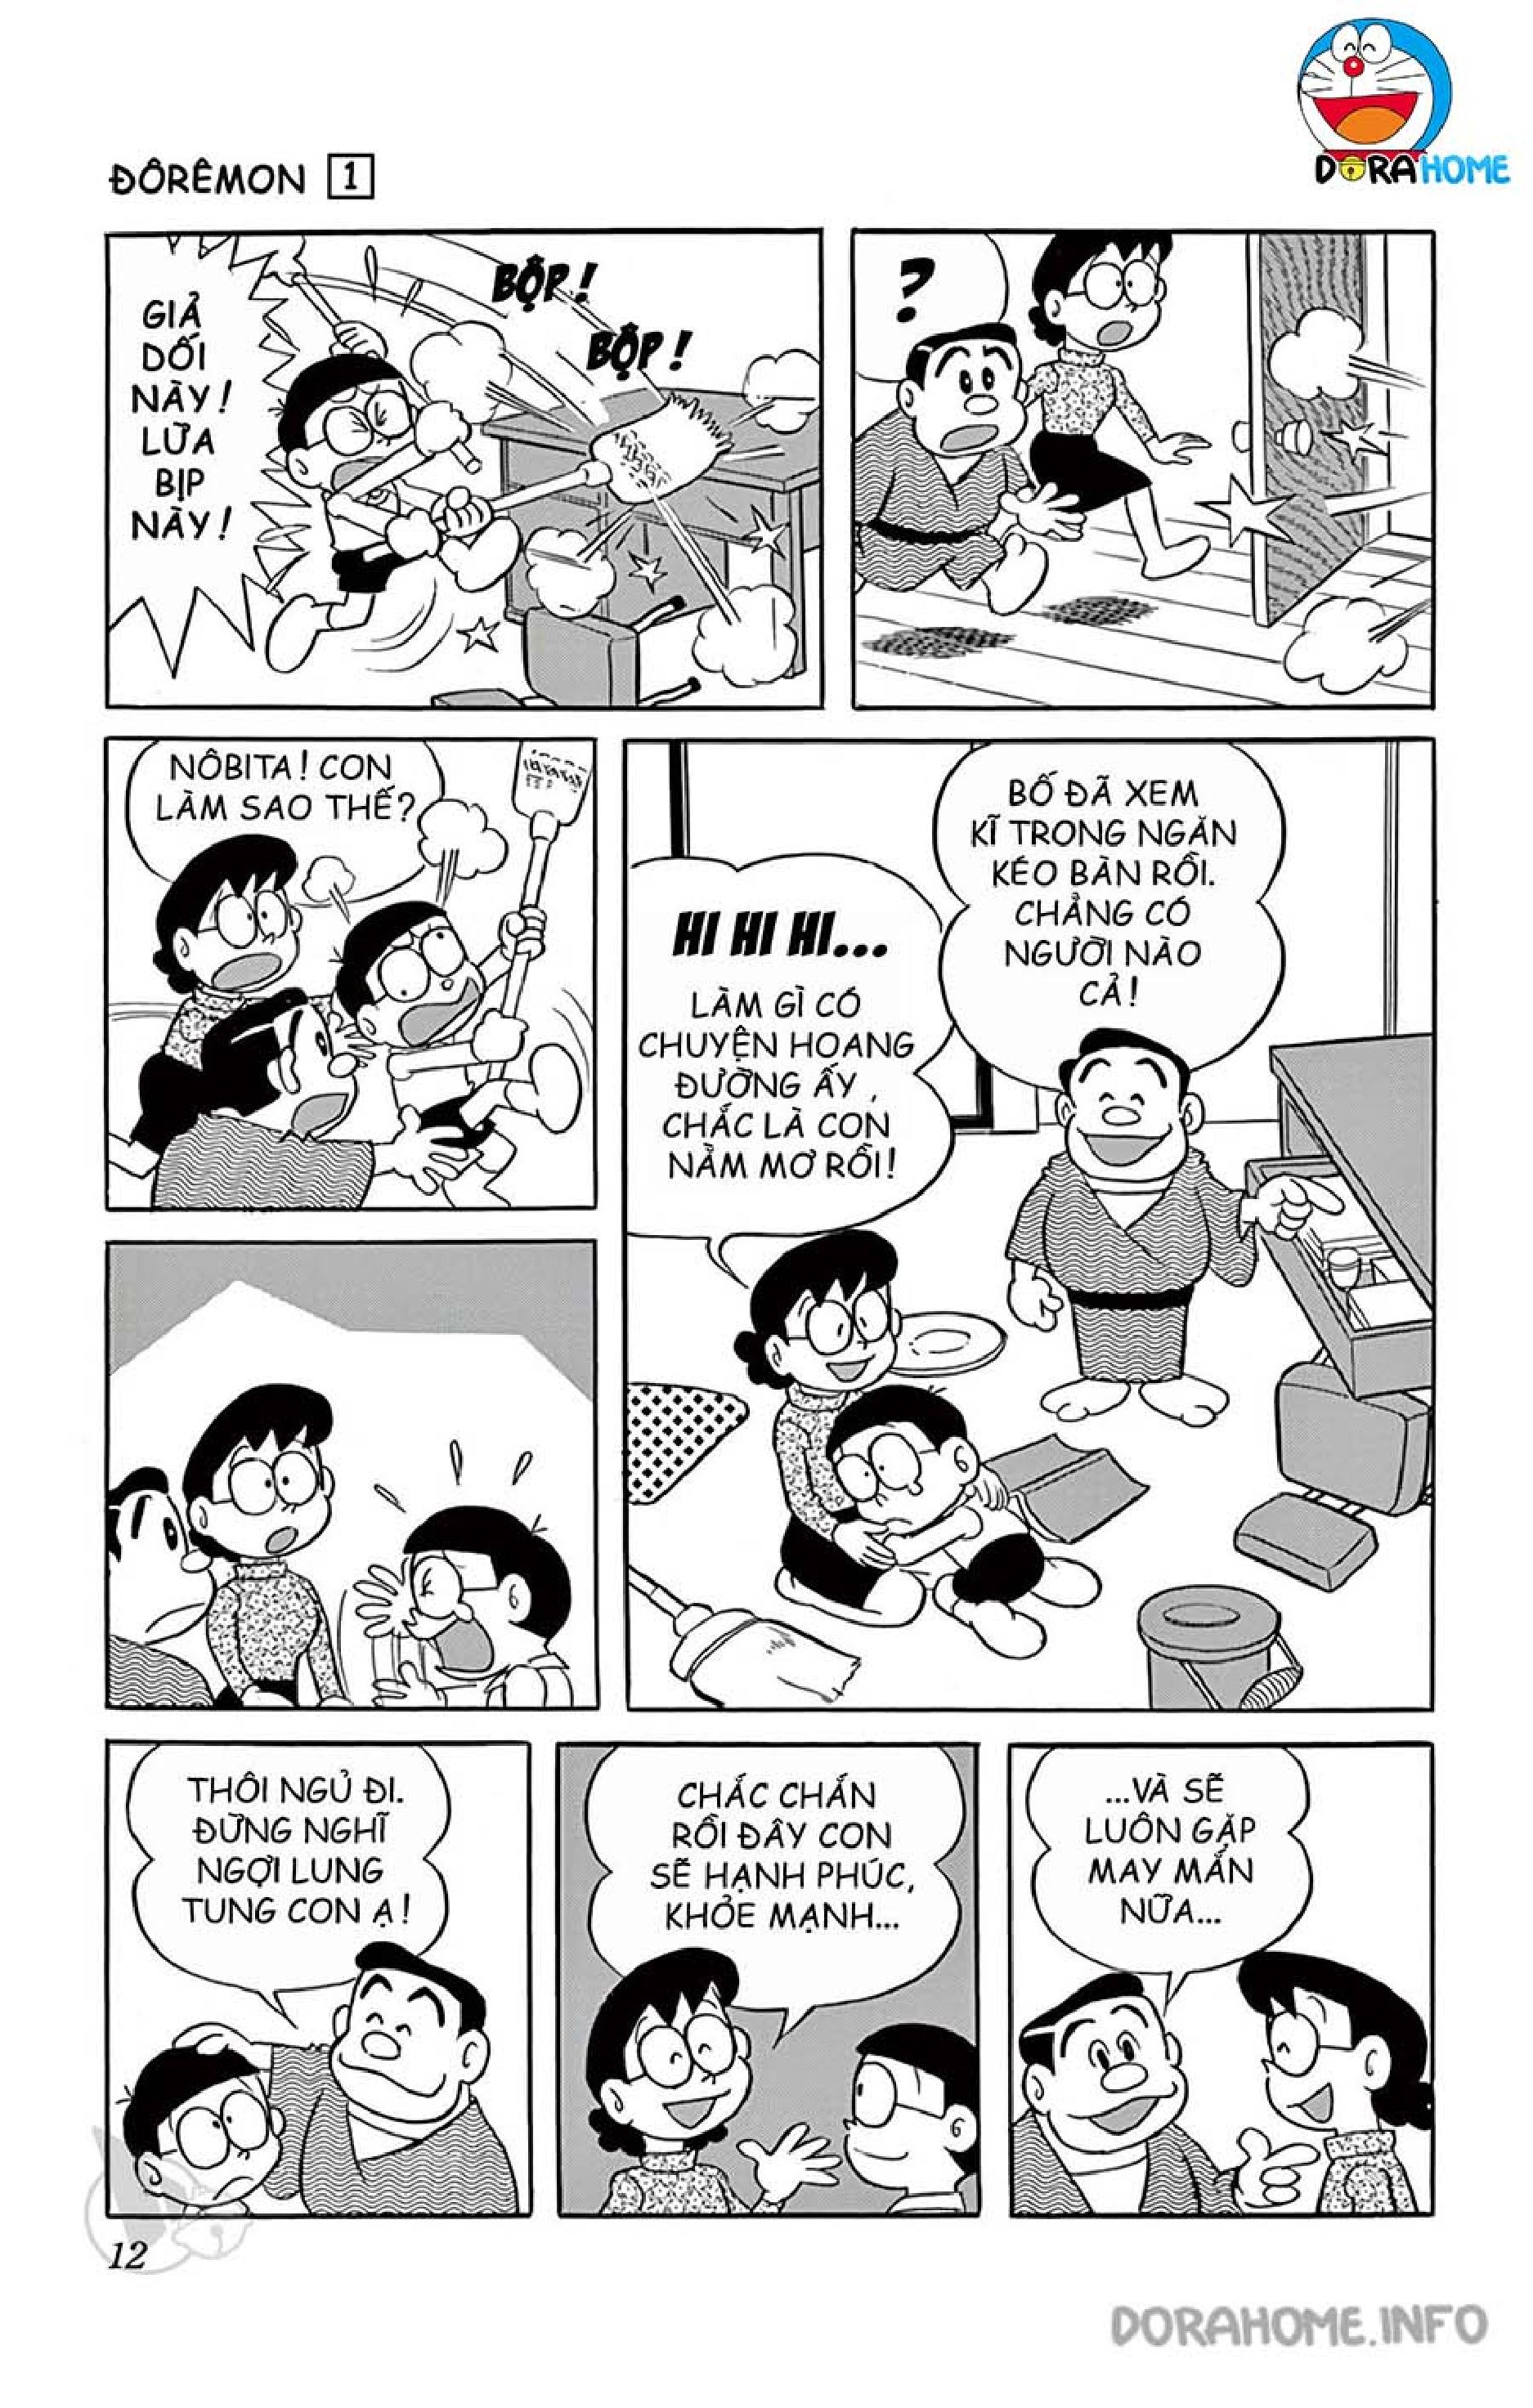 DORAHOME
ĐÔRÊMON 1
GIẢ
DỐI
NÀY!
LỪA
BỊP
NÀY!
BỘP!
BỘP!
?
NÔBITA! CON
LÀM SAO THẾ?
BỐ ĐÃ XEM
KĨ TRONG NGĂN
KÉO BÀN RỒI.
CHẲNG CÓ
NGƯỜI NÀO
CẢ!
HI HI HI...
LÀM GÌ CÓ
CHUYỆN HOANG
ĐƯỜNG ẤY,
CHẮC LÀ CON
NẰM MƠ RỒI!
THÔI NGỦ ĐI.
ĐỪNG NGHĨ
NGỢI LUNG
TUNG CON Ạ!
CHẮC CHẮN
RỒI ĐÂY CON
SẼ HẠNH PHÚC,
KHỎE MẠNH...
...VÀ SẼ
LUÔN GẶP
MAY MẮN
NỮA...
12
DORAHOME.INFO